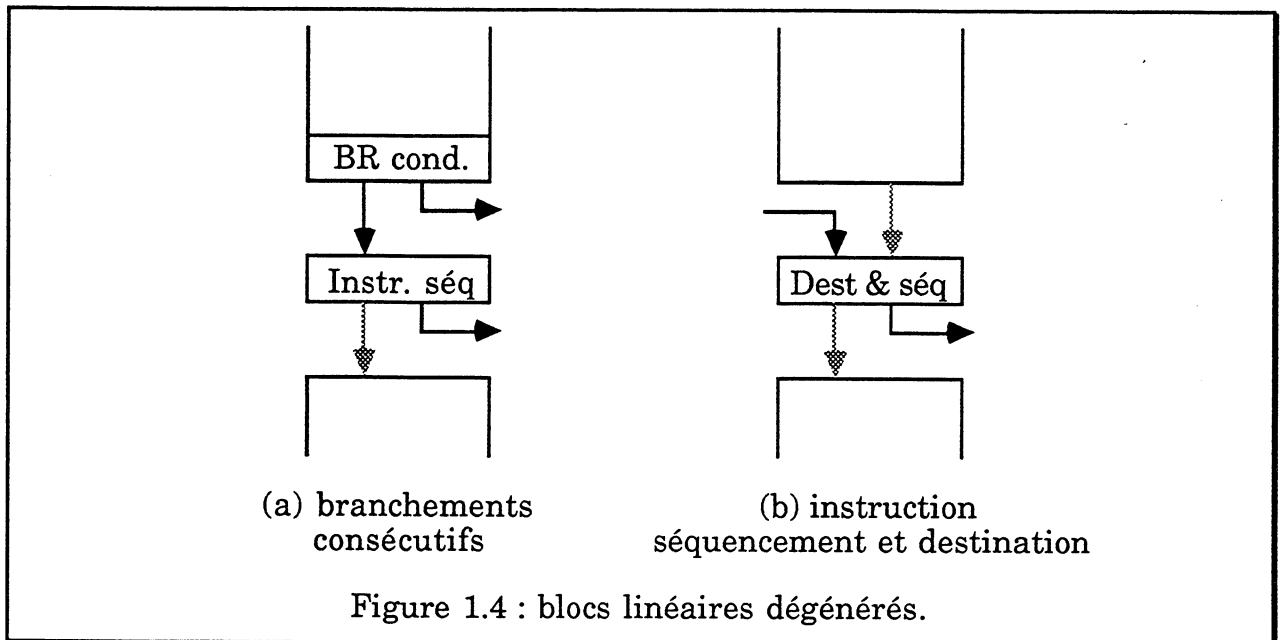 BR cond.
Instr. séq
Dest & séq
(a) branchements
consécutifs
(b) instruction
séquencement et destination
Figure 1.4 : blocs linéaires dégénérés.